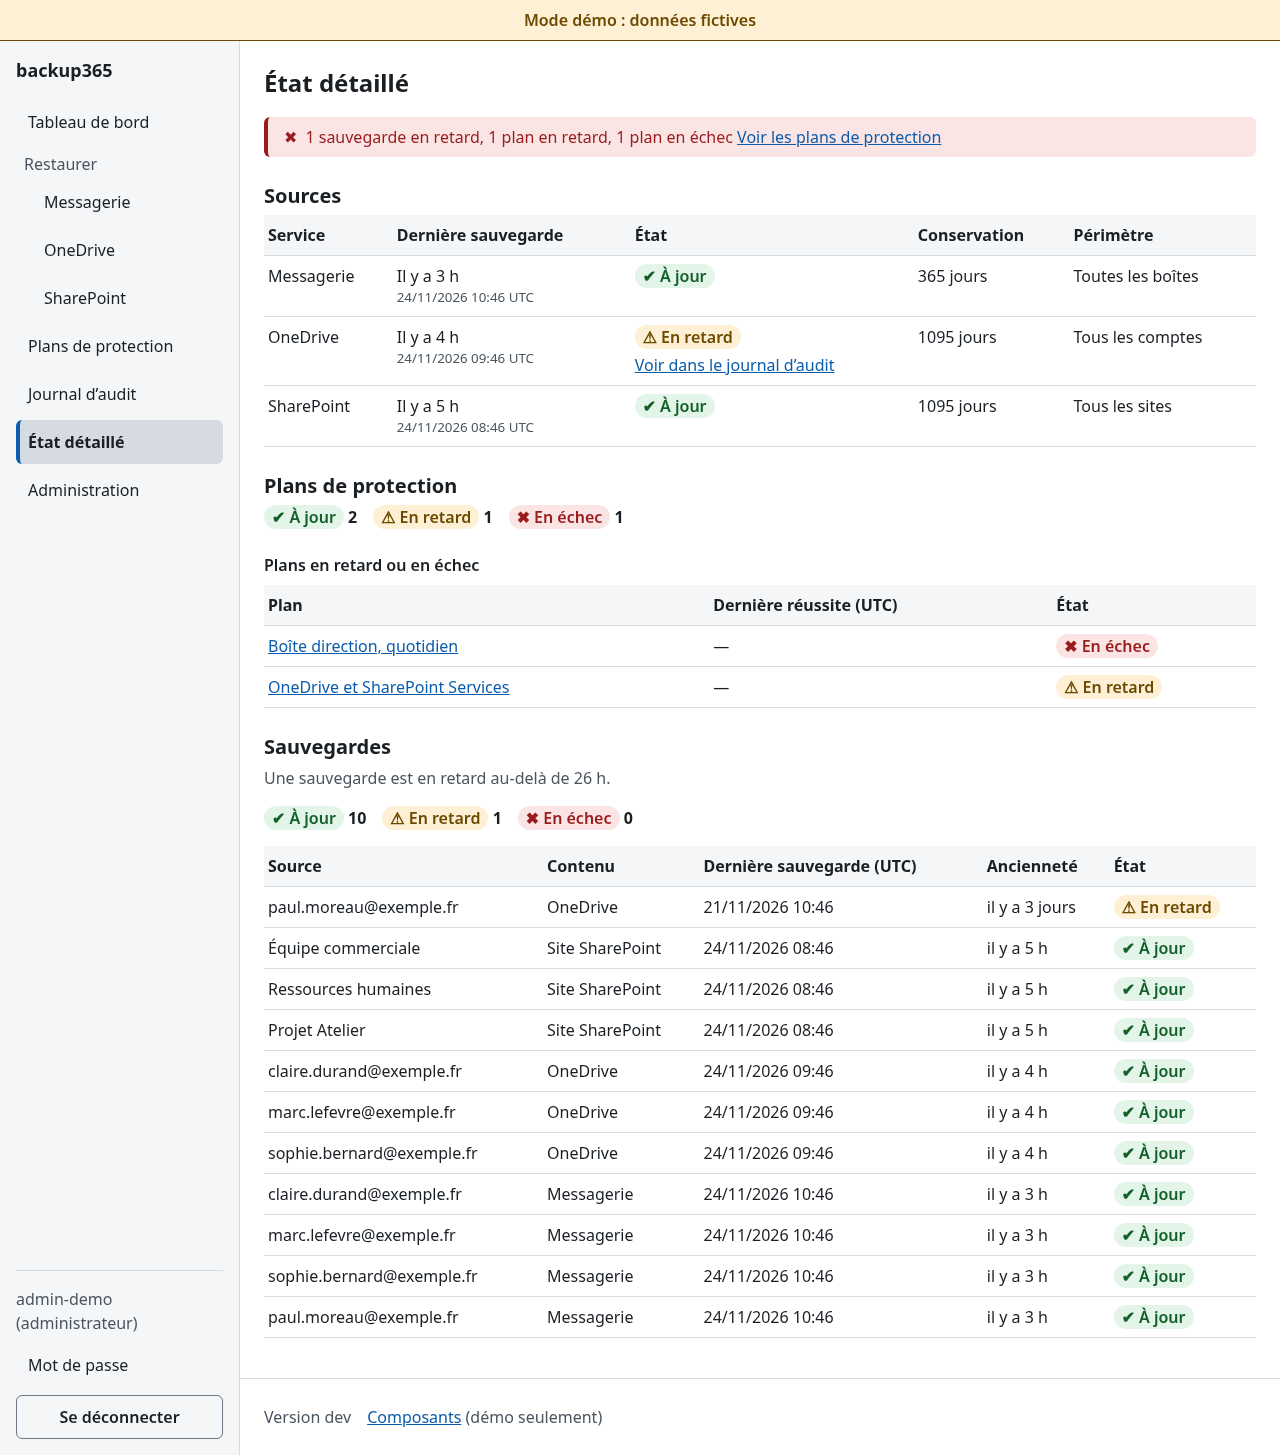 Mode démo : données fictives
backup365
Tableau de bord
Restaurer
Messagerie
OneDrive
SharePoint
Plans de protection
Journal d’audit
État détaillé
Administration
admin-demo
(administrateur)
Mot de passe
Se déconnecter
État détaillé
✖ 1 sauvegarde en retard, 1 plan en retard, 1 plan en échec Voir les plans de protection
Sources
Service Dernière sauvegarde État Conservation Périmètre
Messagerie Il y a 3 h ✔ À jour 365 jours Toutes les boîtes
24/11/2026 10:46 UTC
OneDrive Il y a 4 h ⚠ En retard 1095 jours Tous les comptes
24/11/2026 09:46 UTC
Voir dans le journal d’audit
SharePoint Il y a 5 h ✔ À jour 1095 jours Tous les sites
24/11/2026 08:46 UTC
Plans de protection
✔ À jour 2 ⚠ En retard 1 ✖ En échec 1
Plans en retard ou en échec
Plan Dernière réussite (UTC) État
Boîte direction, quotidien — ✖ En échec
OneDrive et SharePoint Services — ⚠ En retard
Sauvegardes
Une sauvegarde est en retard au-delà de 26 h.
✔ À jour 10 ⚠ En retard 1 ✖ En échec 0
Source Contenu Dernière sauvegarde (UTC) Ancienneté État
paul.moreau@exemple.fr OneDrive 21/11/2026 10:46 il y a 3 jours ⚠ En retard
Équipe commerciale Site SharePoint 24/11/2026 08:46 il y a 5 h ✔ À jour
Ressources humaines Site SharePoint 24/11/2026 08:46 il y a 5 h ✔ À jour
Projet Atelier Site SharePoint 24/11/2026 08:46 il y a 5 h ✔ À jour
claire.durand@exemple.fr OneDrive 24/11/2026 09:46 il y a 4 h ✔ À jour
marc.lefevre@exemple.fr OneDrive 24/11/2026 09:46 il y a 4 h ✔ À jour
sophie.bernard@exemple.fr OneDrive 24/11/2026 09:46 il y a 4 h ✔ À jour
claire.durand@exemple.fr Messagerie 24/11/2026 10:46 il y a 3 h ✔ À jour
marc.lefevre@exemple.fr Messagerie 24/11/2026 10:46 il y a 3 h ✔ À jour
sophie.bernard@exemple.fr Messagerie 24/11/2026 10:46 il y a 3 h ✔ À jour
paul.moreau@exemple.fr Messagerie 24/11/2026 10:46 il y a 3 h ✔ À jour
Version dev Composants (démo seulement)